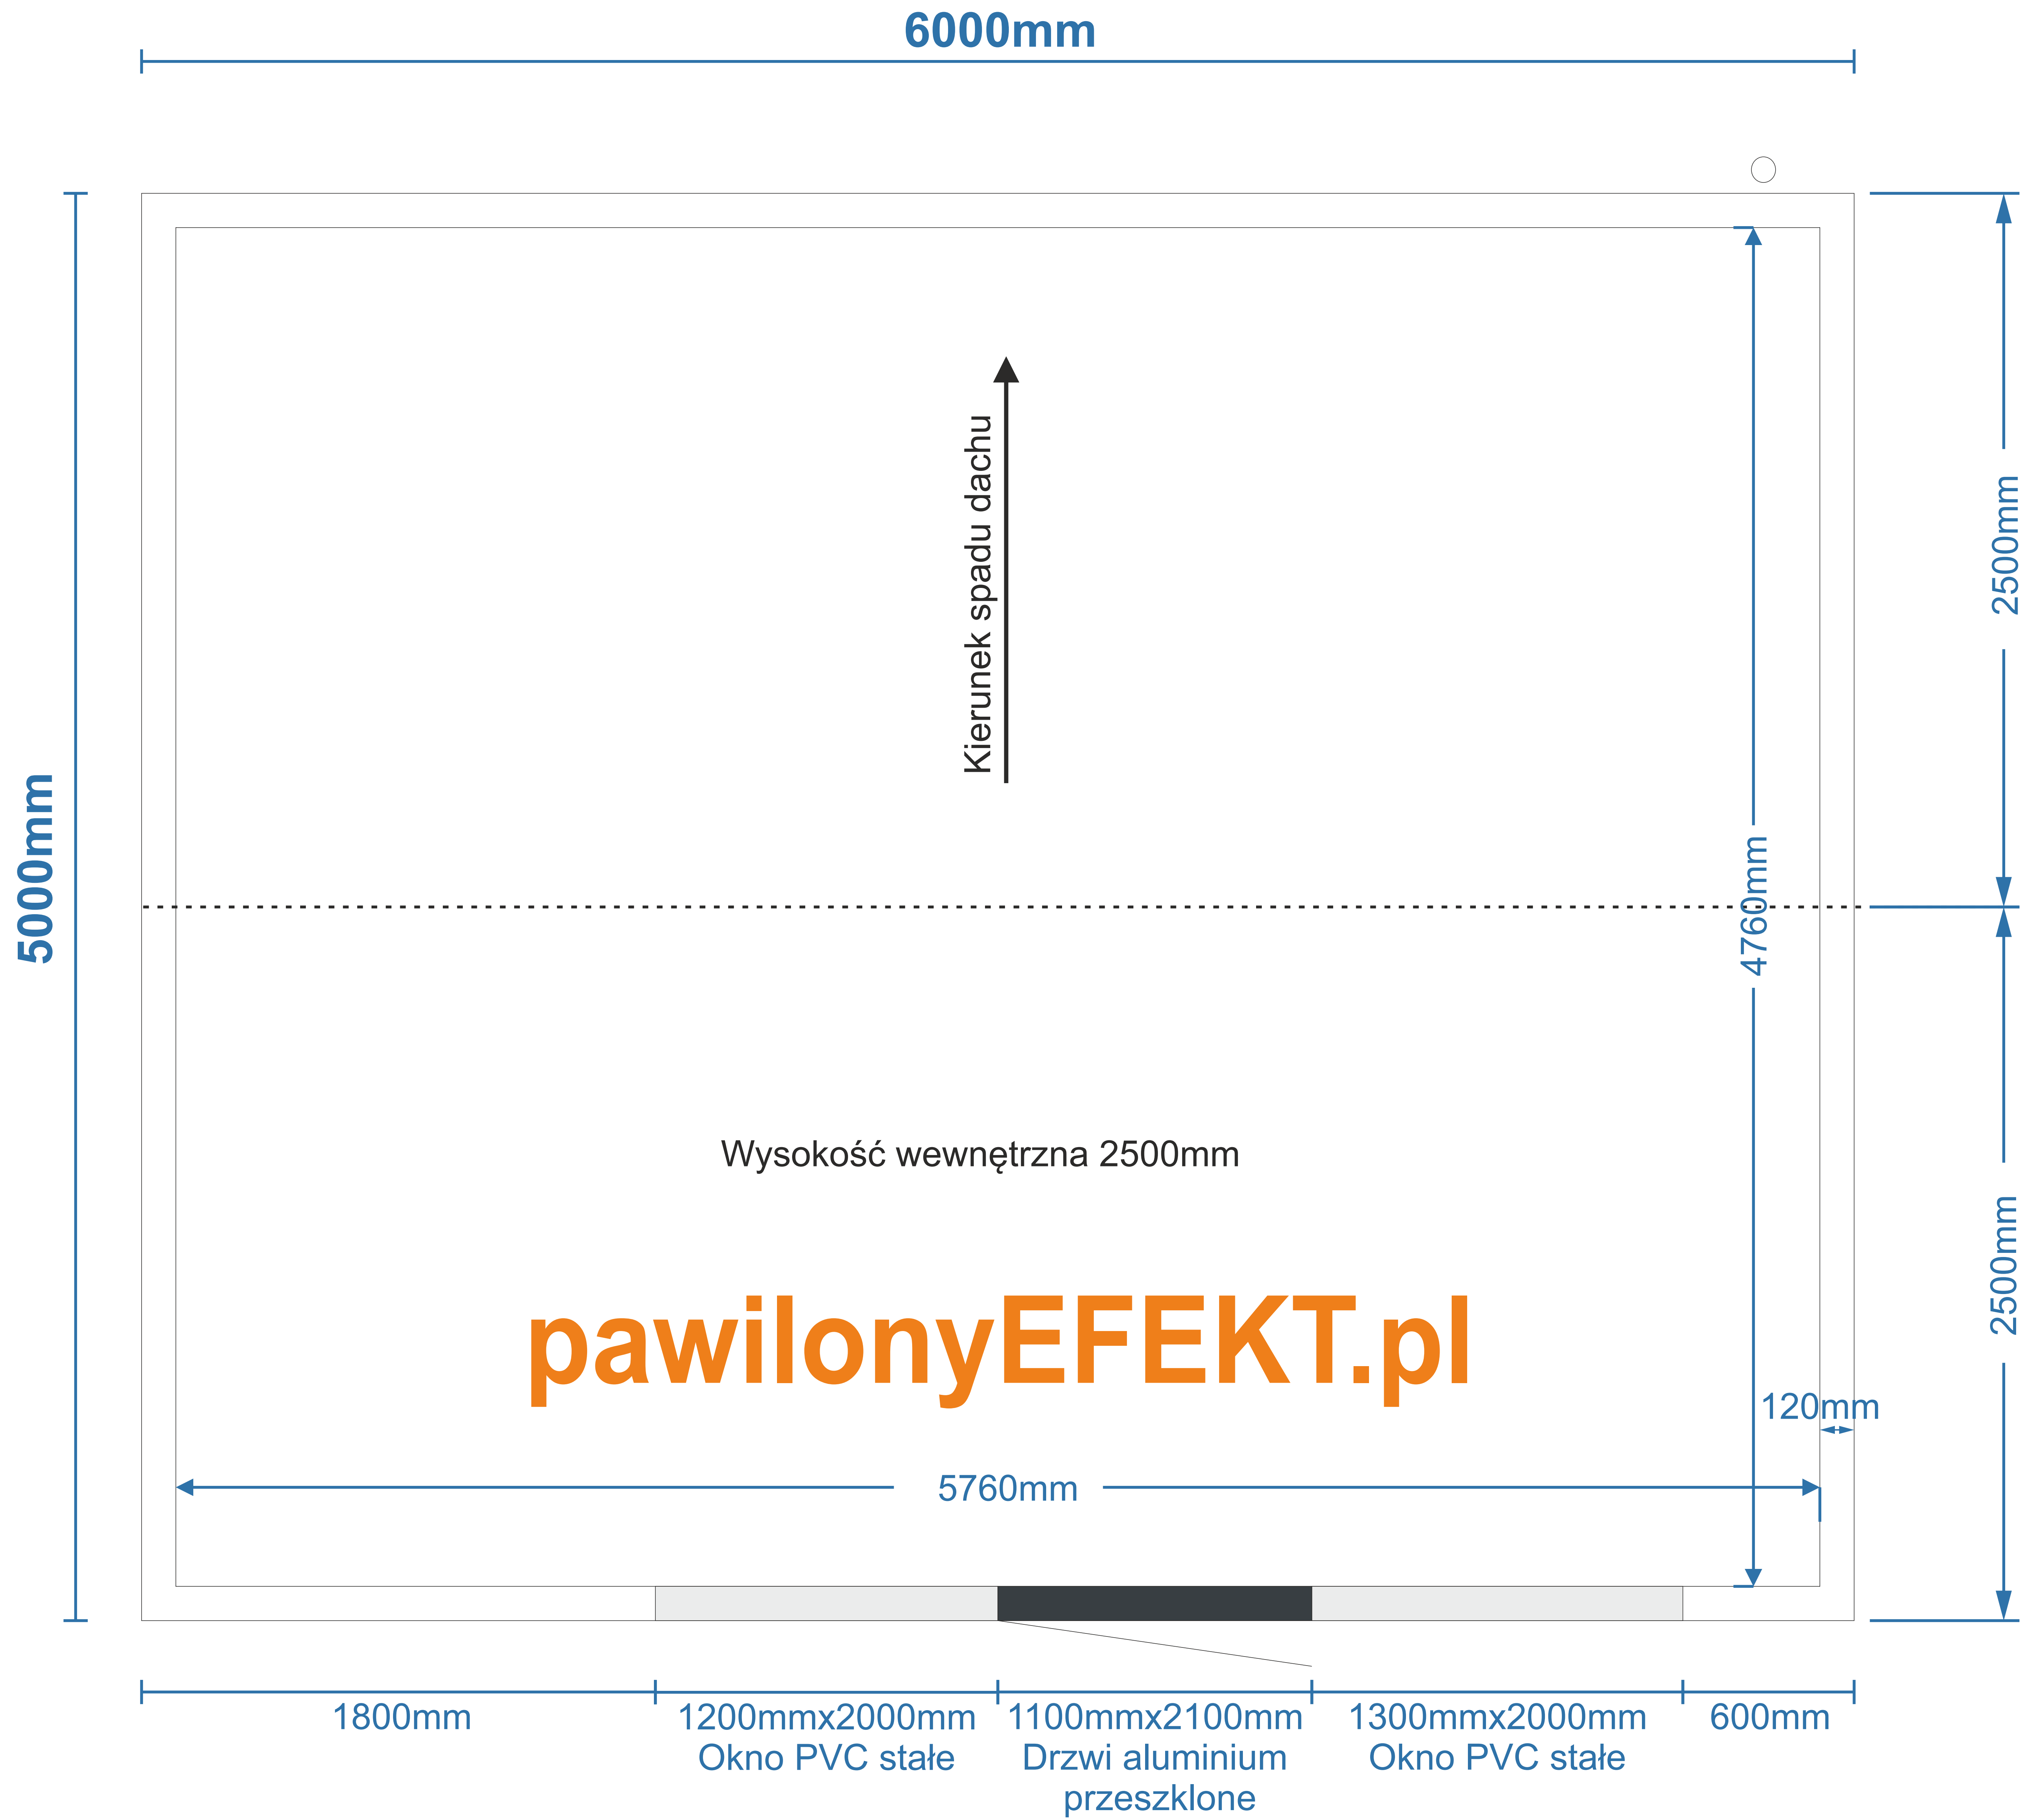 6000mm
Kierunek spadu dachu
2500mm
5000mm
4760mm
Wysokość wewnętrzna 2500mm
2500mm
pawilonyEFEKT.pl
120mm
5760mm
1800mm
1200mmx2000mm
Okno PVC stałe
1100mmx2100mm
Drzwi aluminium
przeszklone
1300mmx2000mm
Okno PVC stałe
600mm